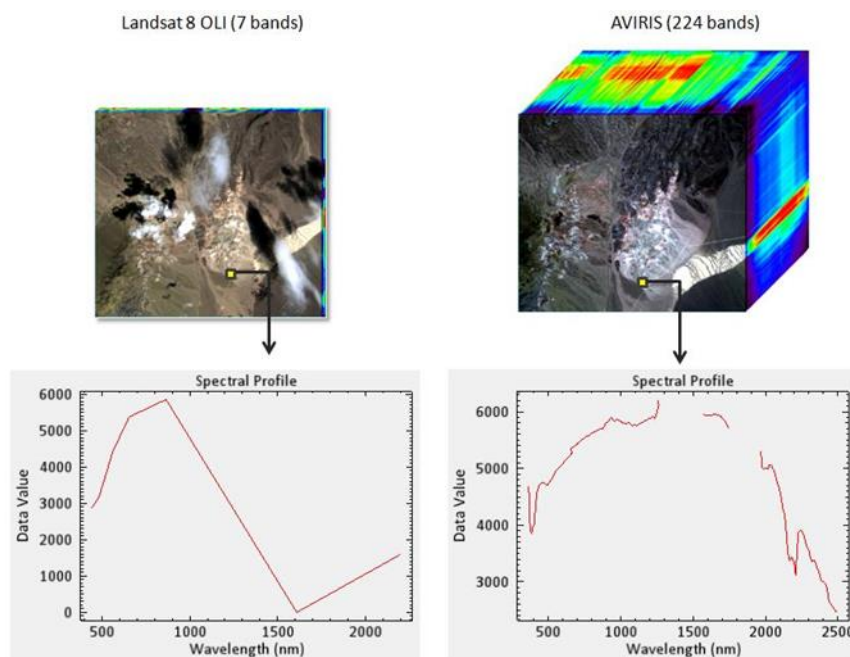 Landsat 8 OLI (7 bands)
AVIRIS (224 bands)
Spectral Profile
6000
5000
4000
3000
2000
1000
0
Data Value
500
1000
1500
2000
Wavelength (nm)
Spectral Profile
6000
5000
4000
3000
Data Value
500
1000
1500
2000
2500
Wavelength (nm)